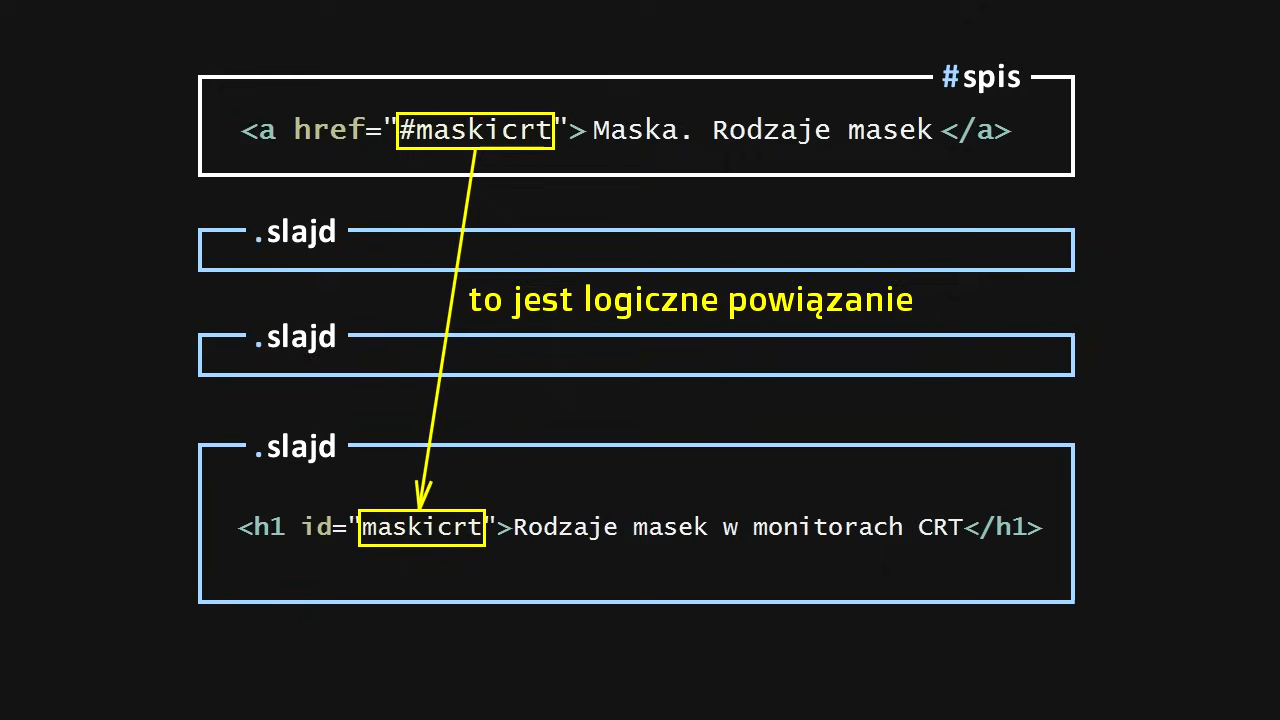 #spis
<a href="#maskicrt">Maska. Rodzaje masek</a>
.slajd
to jest logiczne powiązanie
.slajd
.slajd
<h1 id="maskicrt">Rodzaje masek w monitorach CRT</h1>